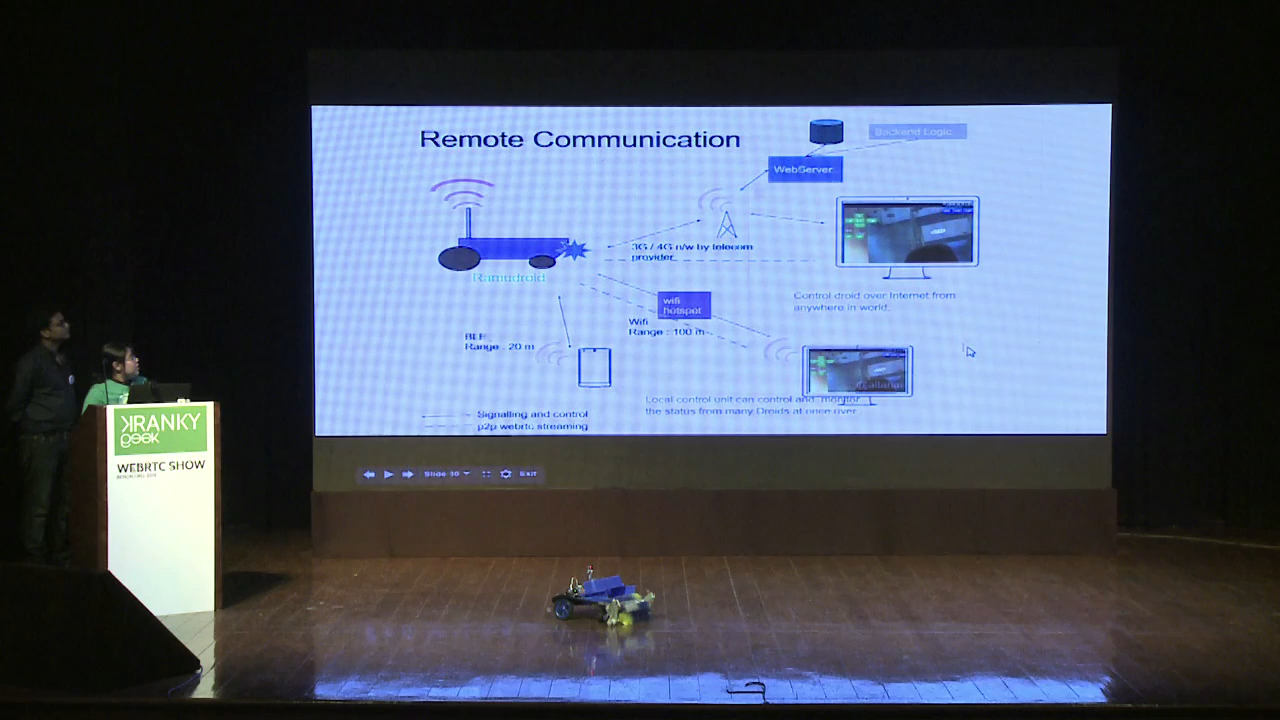 Remote Communication
Backend Logic
WebServer
3G / 4G n/w by telecom
provider
Ramudroid
Control droid over Internet from
anywhere in world.
wifi
hotspot
Wifi
Range : 100 m
BLE
Range : 20 m
Local control unit can control and monitor
the status from many Droids at once over
Signalling and control
p2p webrtc streaming
Slide 30
Exit
KRANKY
geek
WEBRTC SHOW